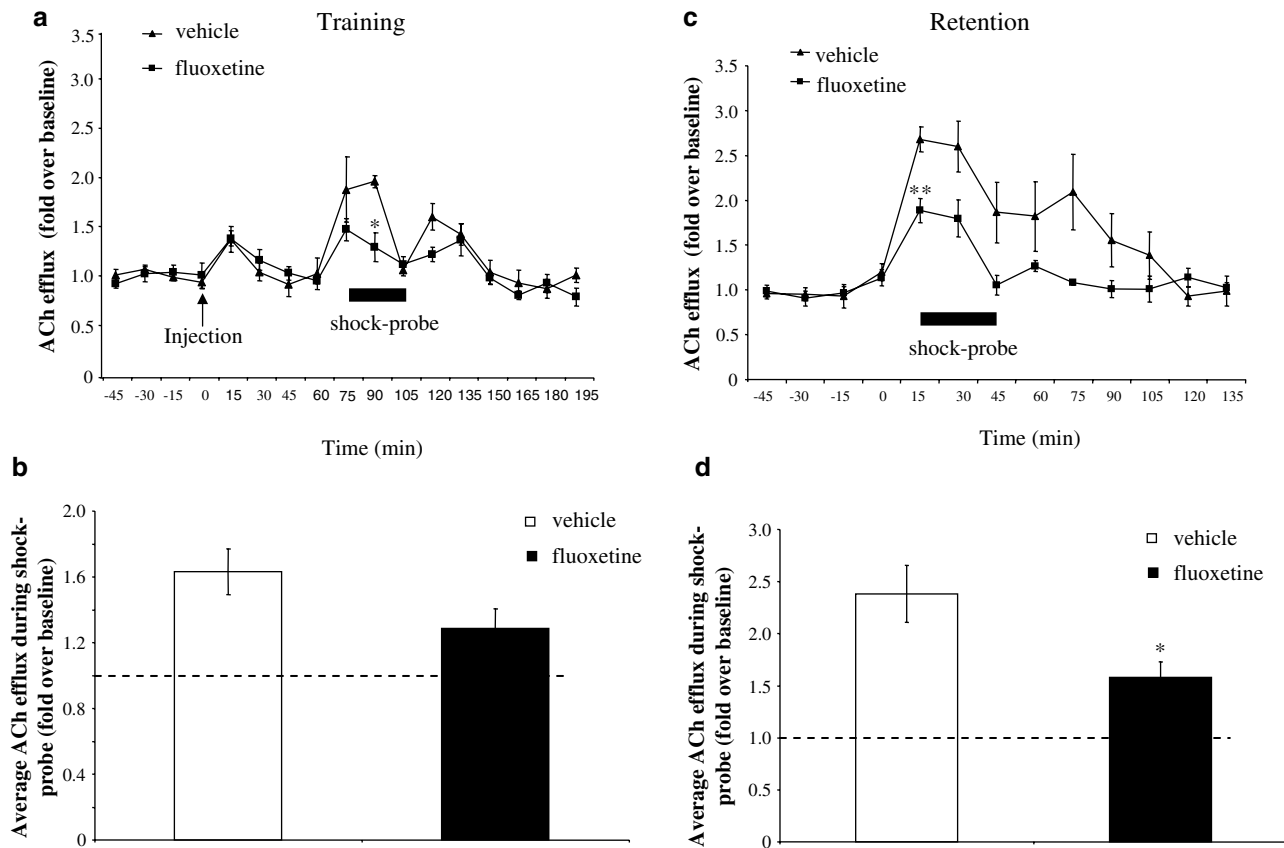 a
Training
vehicle
fluoxetine
ACh efflux (fold over baseline)
3.5
3.0
2.5
2.0
1.5
1.0
0.5
0
*
Injection
shock-probe
-45 -30 -15 0 15 30 45 60 75 90 105 120 135 150 165 180 195
Time (min)
c
Retention
vehicle
fluoxetine
ACh efflux (fold over baseline)
3.5
3.0
2.5
2.0
1.5
1.0
0.5
0
**
shock-probe
-45 -30 -15 0 15 30 45 60 75 90 105 120 135
Time (min)
b
vehicle
fluoxetine
Average ACh efflux during shock-
probe (fold over baseline)
2.0
1.6
1.2
0.8
0.4
0
d
vehicle
fluoxetine
Average ACh efflux during shock-
probe (fold over baseline)
3.0
2.5
2.0
1.5
1.0
0.5
0
*